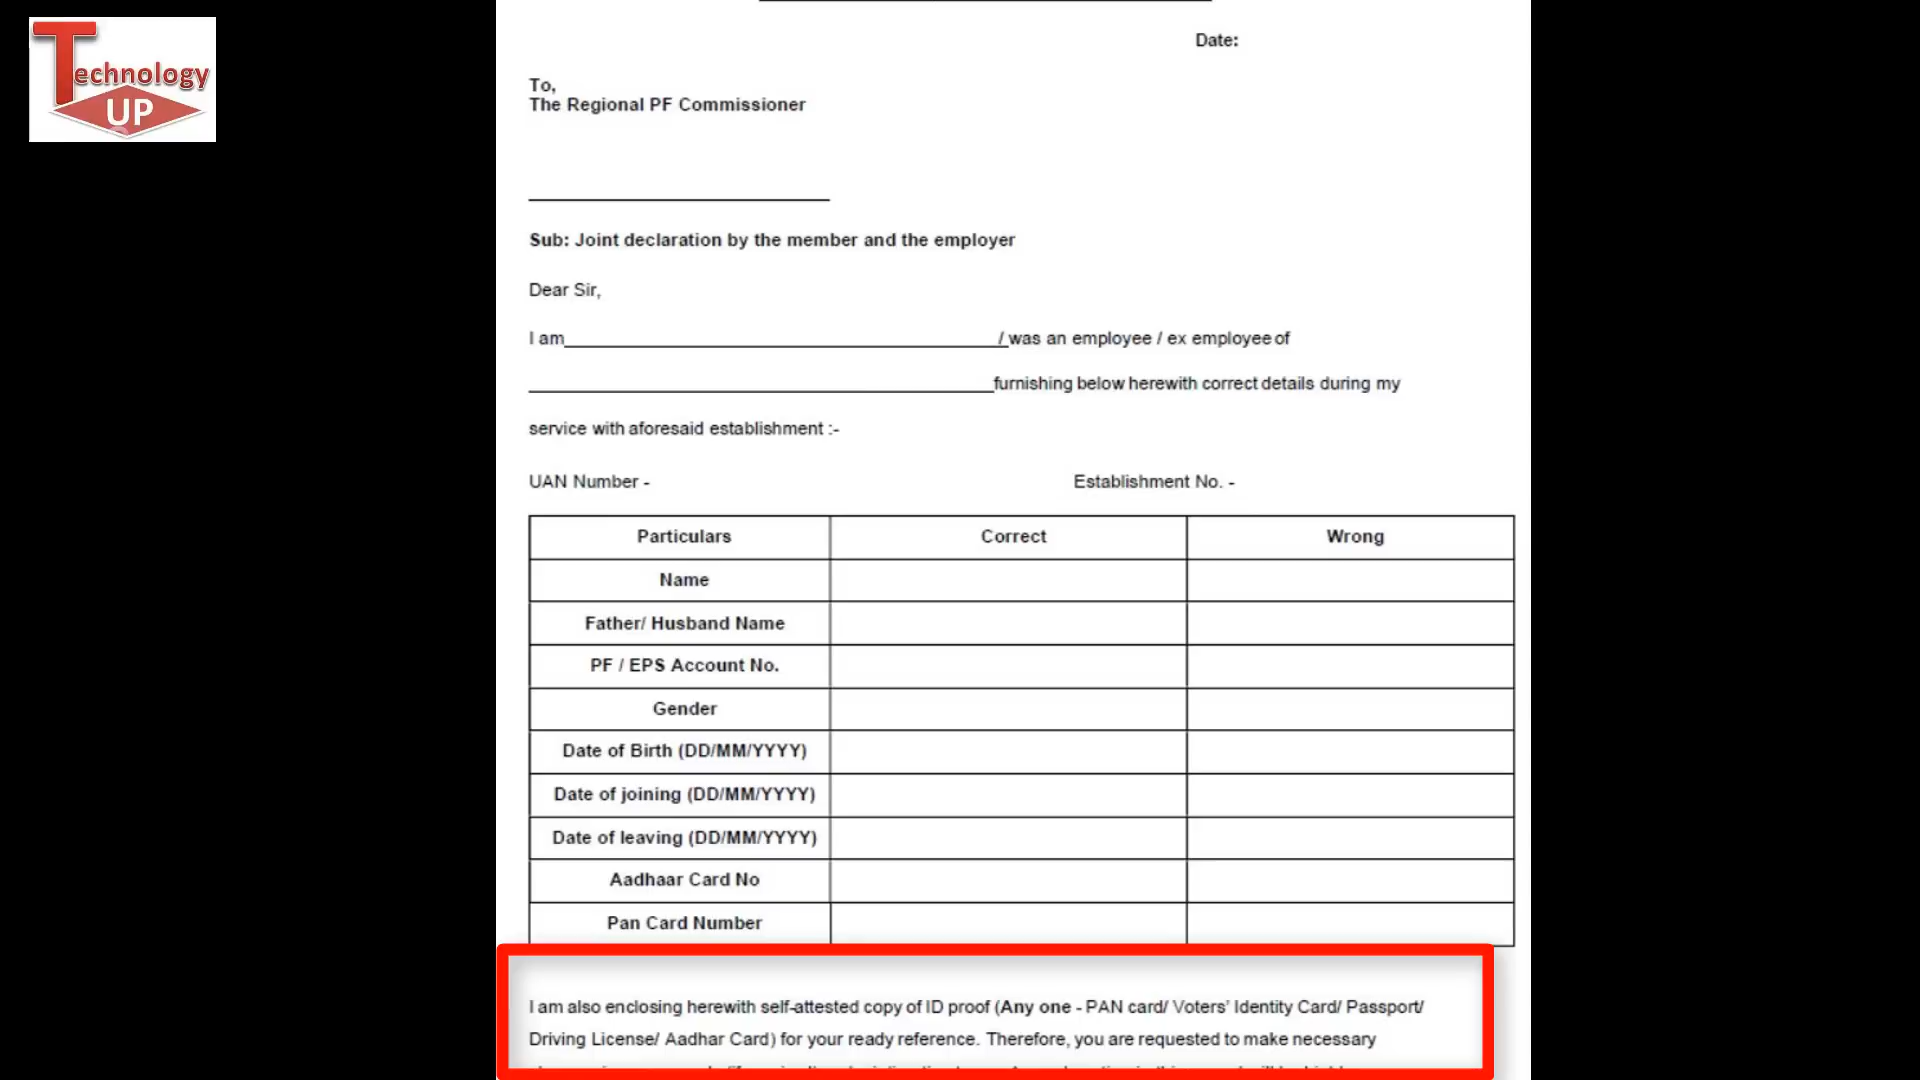 Technology
UP
Date:
To,
The Regional PF Commissioner
Sub: Joint declaration by the member and the employer
Dear Sir,
I am / was an employee / ex employee of
furnishing below herewith correct details during my
service with aforesaid establishment :-
UAN Number - Establishment No. -
Particulars Correct Wrong
Name
Father/ Husband Name
PF / EPS Account No.
Gender
Date of Birth (DD/MM/YYYY)
Date of joining (DD/MM/YYYY)
Date of leaving (DD/MM/YYYY)
Aadhaar Card No
Pan Card Number
I am also enclosing herewith self-attested copy of ID proof (Any one - PAN card/ Voters' Identity Card/ Passport/
Driving License/ Aadhar Card) for your ready reference. Therefore, you are requested to make necessary